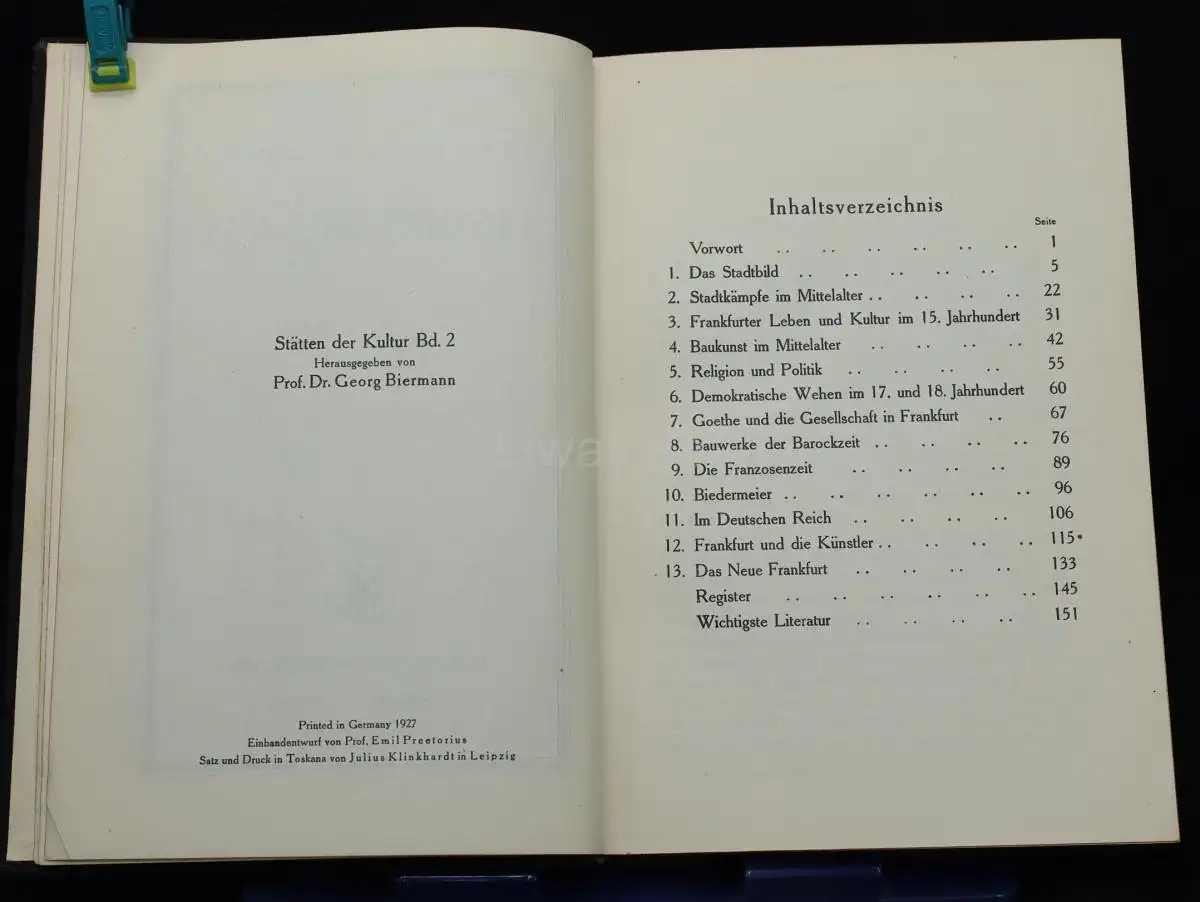 Stätten der Kultur Bd. 2
Herausgegeben von
Prof. Dr. Georg Biermann
Printed in Germany 1927
Einbandentwurf von Prof. Emil Preetorius
Satz und Druck in Toskana von Julius Klinkhardt in Leipzig
Inhaltsverzeichnis
Seite
Vorwort .. .. .. .. .. .. 1
1. Das Stadtbild .. .. .. .. .. 5
2. Stadtkämpfe im Mittelalter .. .. .. .. 22
3. Frankfurter Leben und Kultur im 15. Jahrhundert 31
4. Baukunst im Mittelalter .. .. .. .. 42
5. Religion und Politik .. .. .. .. 55
6. Demokratische Wehen im 17. und 18. Jahrhundert 60
7. Goethe und die Gesellschaft in Frankfurt .. 67
8. Bauwerke der Barockzeit .. .. .. .. 76
9. Die Franzosenzeit .. .. .. .. 89
10. Biedermeier .. .. .. .. .. .. 96
11. Im Deutschen Reich .. .. .. .. 106
12. Frankfurt und die Künstler .. .. .. .. 115
13. Das Neue Frankfurt .. .. .. .. 133
Register .. .. .. .. .. .. 145
Wichtigste Literatur .. .. .. .. 151